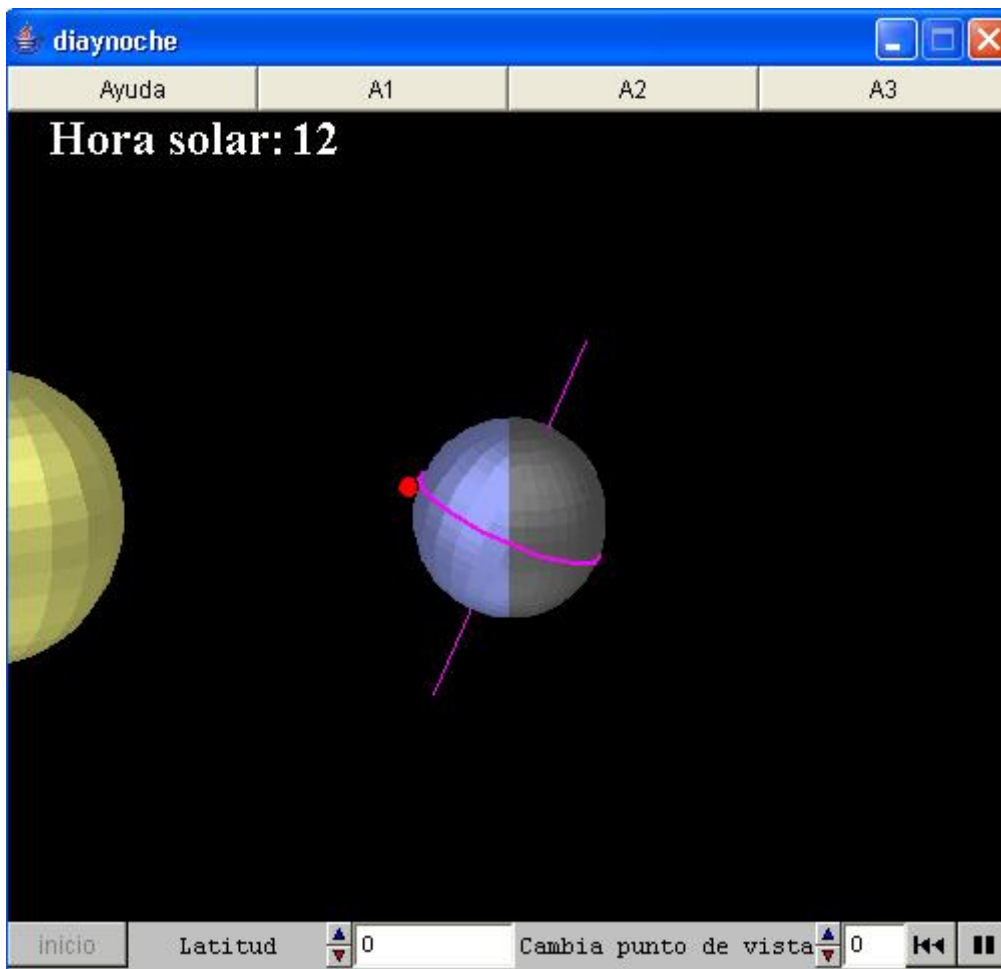 diaynoche
Ayuda A1 A2 A3
Hora solar: 12
inicio Latitud 0 Cambia punto de vista 0